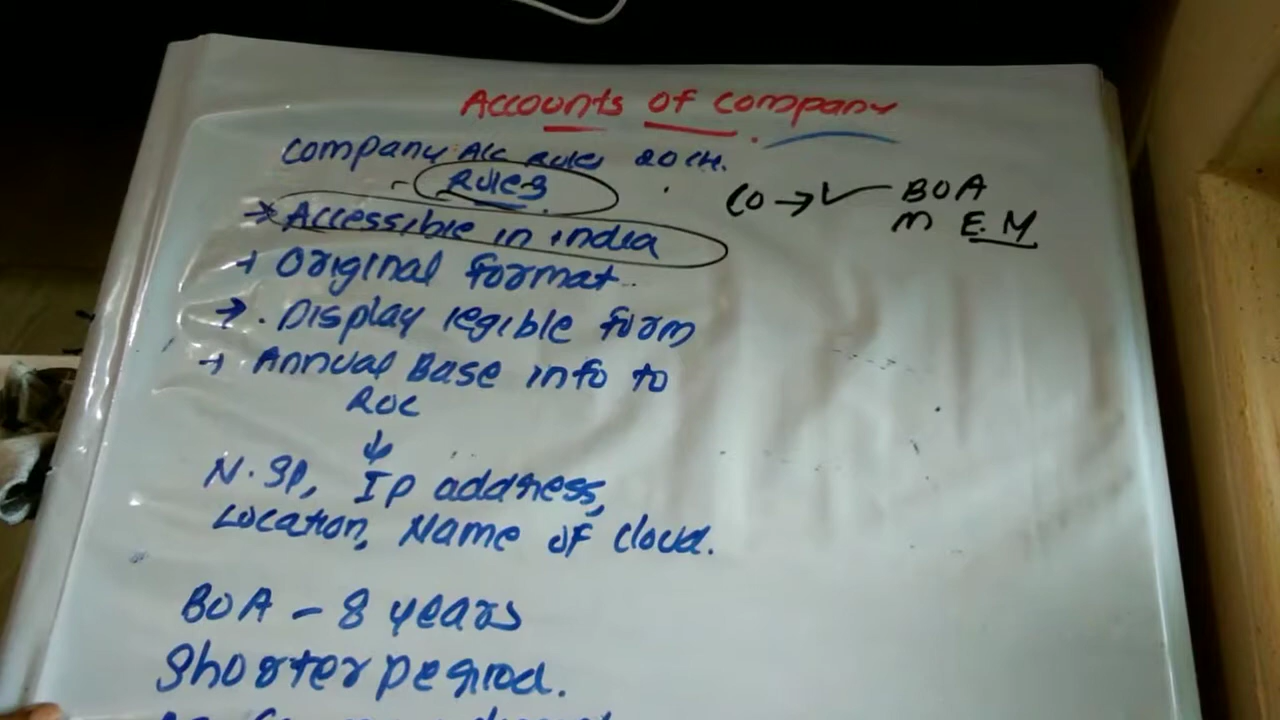 Accounts of company
company A/c Rules 2014.
Rules
Accessible in india
CO → ✓ BOA
m E.M
Original format
Display legible form
Annual Base info to
ROC
N. SP, Ip address,
Location, Name of cloud.
BOA - 8 years
Shorter period.